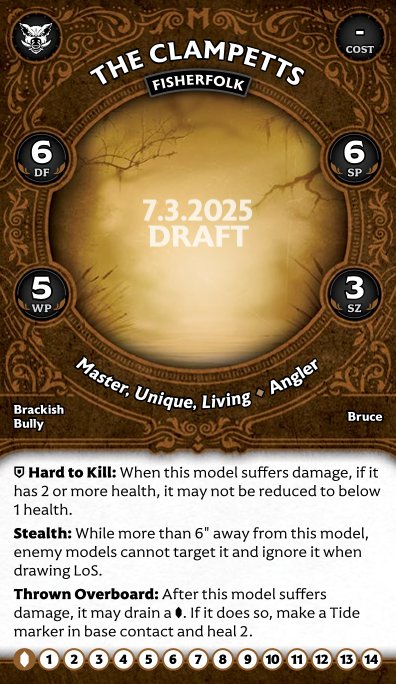 -
COST
THE CLAMPETTS
FISHERFOLK
6
DF
6
SP
7.3.2025
DRAFT
5
WP
3
SZ
Master, Unique, Living ♦ Angler
Brackish
Bully
Bruce
Hard to Kill: When this model suffers damage, if it
has 2 or more health, it may not be reduced to below
1 health.
Stealth: While more than 6" away from this model,
enemy models cannot target it and ignore it when
drawing LoS.
Thrown Overboard: After this model suffers
damage, it may drain a . If it does so, make a Tide
marker in base contact and heal 2.
1 2 3 4 5 6 7 8 9 10 11 12 13 14